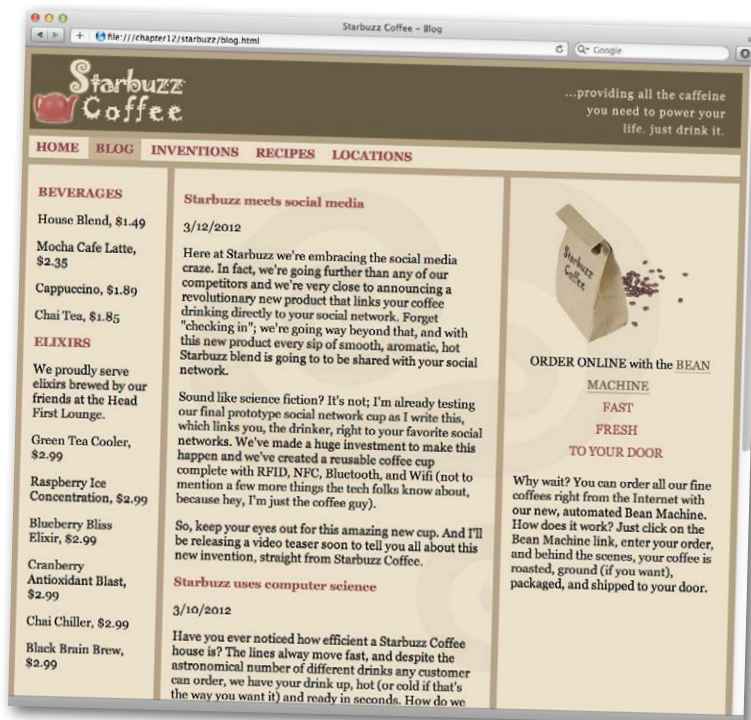 Starbuzz Coffee – Blog
file:///chapter12/starbuzz/blog.html
Google
Starbuzz
Coffee
...providing all the caffeine
you need to power your
life. just drink it.
HOME BLOG INVENTIONS RECIPES LOCATIONS
BEVERAGES
House Blend, $1.49
Mocha Cafe Latte,
$2.35
Cappuccino, $1.89
Chai Tea, $1.85
ELIXIRS
We proudly serve
elixirs brewed by our
friends at the Head
First Lounge.
Green Tea Cooler,
$2.99
Raspberry Ice
Concentration, $2.99
Blueberry Bliss
Elixir, $2.99
Cranberry
Antioxidant Blast,
$2.99
Chai Chiller, $2.99
Black Brain Brew,
$2.99
Starbuzz meets social media
3/12/2012
Here at Starbuzz we're embracing the social media
craze. In fact, we're going further than any of our
competitors and we're very close to announcing a
revolutionary new product that links your coffee
drinking directly to your social network. Forget
"checking in"; we're going way beyond that, and with
this new product every sip of smooth, aromatic, hot
Starbuzz blend is going to to be shared with your social
network.
Sound like science fiction? It's not; I'm already testing
our final prototype social network cup as I write this,
which links you, the drinker, right to your favorite social
networks. We've made a huge investment to make this
happen and we've created a reusable coffee cup
complete with RFID, NFC, Bluetooth, and Wifi (not to
mention a few more things the tech folks know about,
because hey, I'm just the coffee guy).
So, keep your eyes out for this amazing new cup. And I'll
be releasing a video teaser soon to tell you all about this
new invention, straight from Starbuzz Coffee.
Starbuzz uses computer science
3/10/2012
Have you ever noticed how efficient a Starbuzz Coffee
house is? The lines alway move fast, and despite the
astronomical number of different drinks any customer
can order, we have your drink up, hot (or cold if that's
the way you want it) and ready in seconds. How do we
Starbuzz
Coffee
ORDER ONLINE with the BEAN
MACHINE
FAST
FRESH
TO YOUR DOOR
Why wait? You can order all our fine
coffees right from the Internet with
our new, automated Bean Machine.
How does it work? Just click on the
Bean Machine link, enter your order,
and behind the scenes, your coffee is
roasted, ground (if you want),
packaged, and shipped to your door.